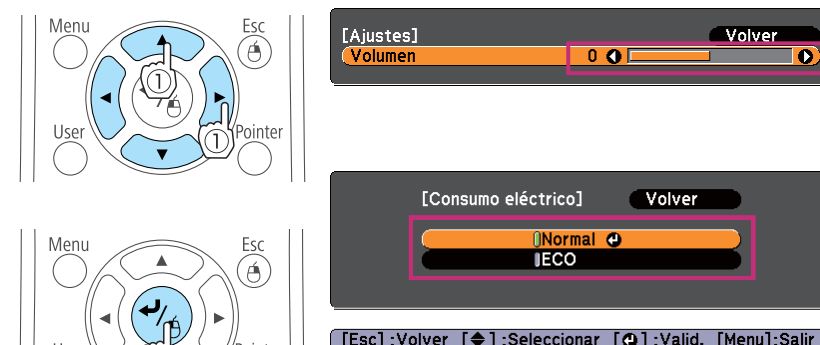 Menu
Esc
User
Pointer
[Ajustes]
Volver
Volumen
0
[Consumo eléctrico]
Volver
Normal
ECO
Menu
Esc
[Esc] :Volver [ ] :Seleccionar [ ] :Valid. [Menu]:Salir